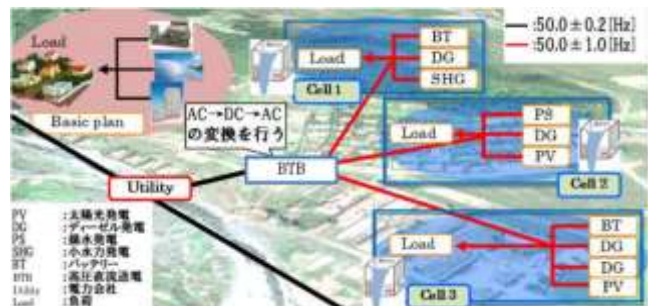 Load
Basic plan
Load
BT
DG
SHG
Cell 1
:50.0±0.2[Hz]
:50.0±1.0[Hz]
AC→DC→AC
の変換を行う
BTB
Utility
Load
PS
DG
PV
Cell 2
Load
BT
DG
DG
PV
Cell 3
PV :太陽光発電
DG :ディーゼル発電
PS :揚水発電
SHG :小水力発電
BT :バッテリー
BTB :高圧直流送電
Utility :電力会社
Load :負荷